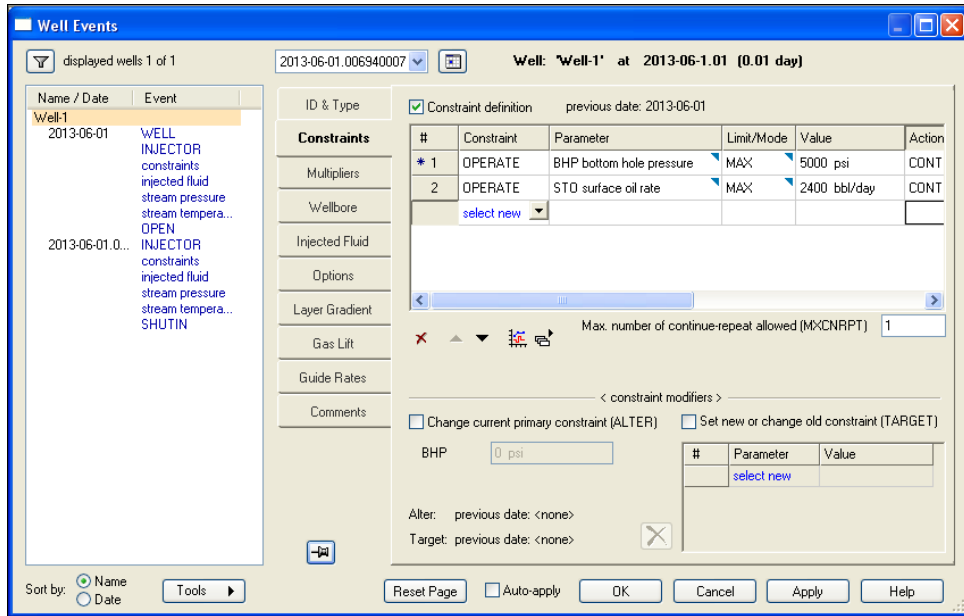 Well Events
displayed wells 1 of 1
2013-06-01.006940007
Well: 'Well-1' at 2013-06-1.01 (0.01 day)
Name / Date Event
Well-1
2013-06-01 WELL
INJECTOR
constraints
injected fluid
stream pressure
stream tempera...
OPEN
2013-06-01.0... INJECTOR
constraints
injected fluid
stream pressure
stream tempera...
SHUTIN
ID & Type
Constraints
Multipliers
Wellbore
Injected Fluid
Options
Layer Gradient
Gas Lift
Guide Rates
Comments
Constraint definition previous date: 2013-06-01
# Constraint Parameter Limit/Mode Value Action
* 1 OPERATE BHP bottom hole pressure MAX 5000 psi CONT
2 OPERATE STO surface oil rate MAX 2400 bbl/day CONT
select new
Max. number of continue-repeat allowed (MXCNRPT) 1
< constraint modifiers >
Change current primary constraint (ALTER)
BHP 0 psi
Set new or change old constraint (TARGET)
# Parameter Value
select new
Alter: previous date: <none>
Target: previous date: <none>
Sort by: Name
Date
Tools
Reset Page Auto-apply OK Cancel Apply Help